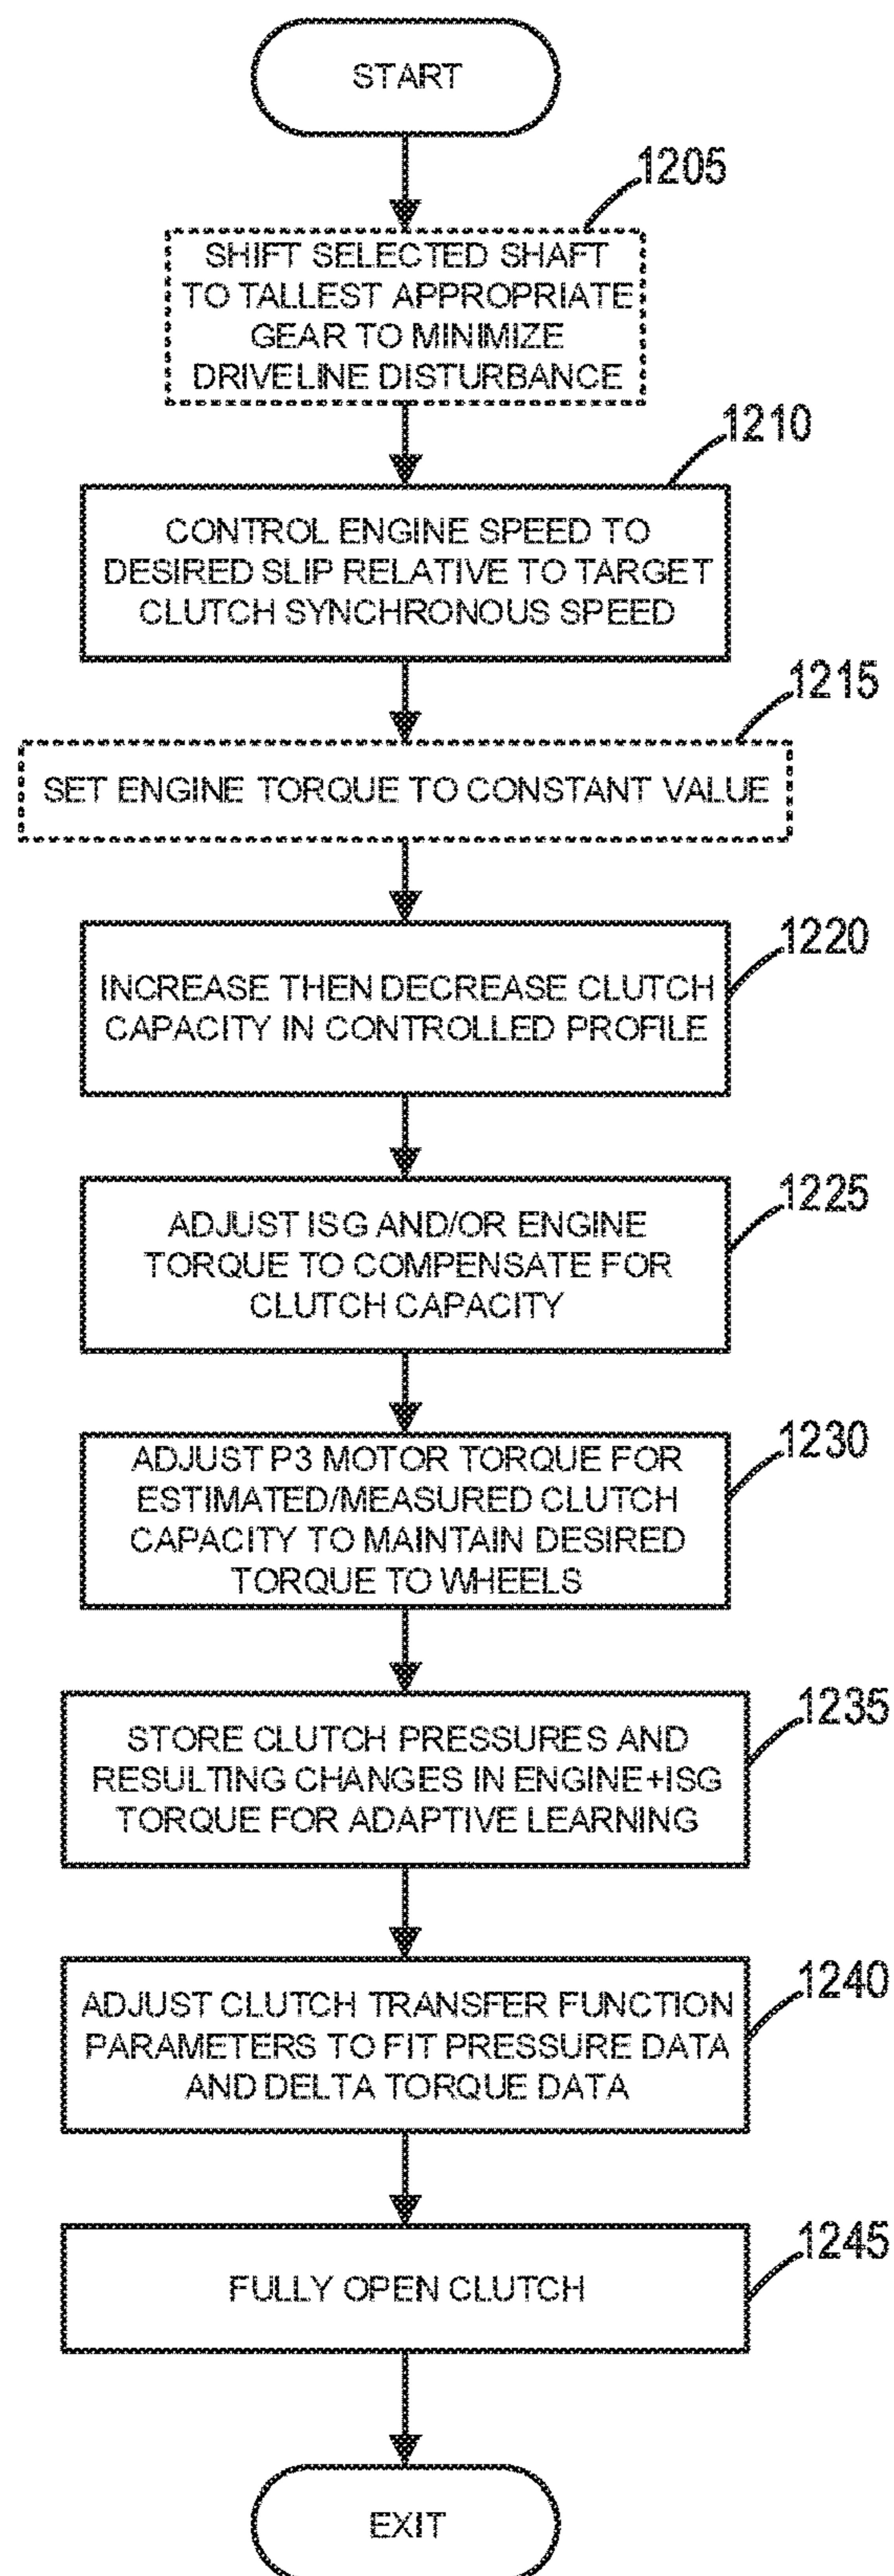 START
1205
SHIFT SELECTED SHAFT
TO TALLEST APPROPRIATE
GEAR TO MINIMIZE
DRIVELINE DISTURBANCE
1210
CONTROL ENGINE SPEED TO
DESIRED SLIP RELATIVE TO TARGET
CLUTCH SYNCHRONOUS SPEED
1215
SET ENGINE TORQUE TO CONSTANT VALUE
1220
INCREASE THEN DECREASE CLUTCH
CAPACITY IN CONTROLLED PROFILE
1225
ADJUST ISG AND/OR ENGINE
TORQUE TO COMPENSATE FOR
CLUTCH CAPACITY
1230
ADJUST P3 MOTOR TORQUE FOR
ESTIMATED/MEASURED CLUTCH
CAPACITY TO MAINTAIN DESIRED
TORQUE TO WHEELS
1235
STORE CLUTCH PRESSURES AND
RESULTING CHANGES IN ENGINE+ISG
TORQUE FOR ADAPTIVE LEARNING
1240
ADJUST CLUTCH TRANSFER FUNCTION
PARAMETERS TO FIT PRESSURE DATA
AND DELTA TORQUE DATA
1245
FULLY OPEN CLUTCH
EXIT